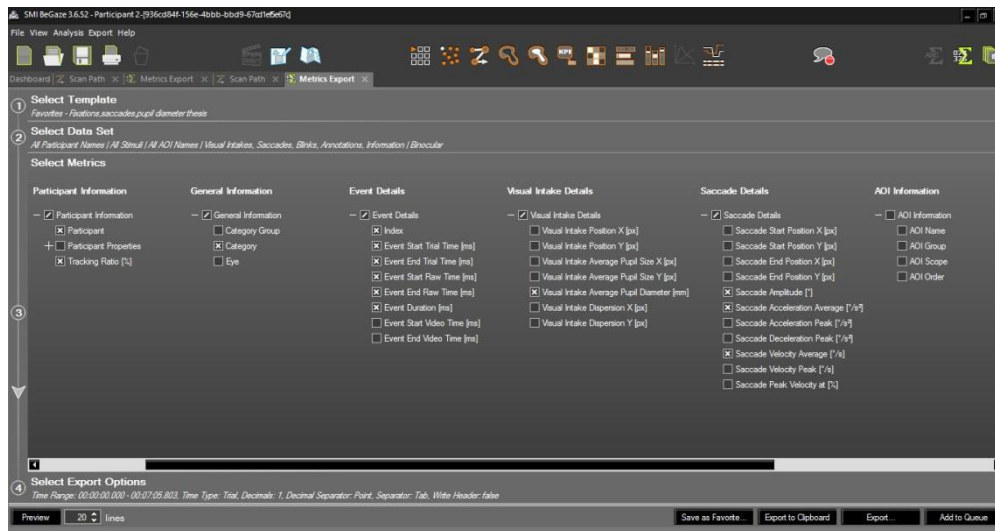 SMI BeGaze 3.6.52 - Participant 2-[936cd84f-156e-4bbb-bbd9-67cd1ef5e67c]
File View Analysis Export Help
KPI
Dashboard Scan Path Metrics Export Scan Path Metrics Export
1 Select Template
Favorites - Fixations,saccades,pupil diameter thesis
2 Select Data Set
All Participant Names | All Stimuli | All AOI Names | Visual Intakes, Saccades, Blinks, Annotations, Information | Binocular
3 Select Metrics
Participant Information
Participant Information
Participant
Participant Properties
Tracking Ratio [%]
General Information
General Information
Category Group
Category
Eye
Event Details
Event Details
Index
Event Start Trial Time [ms]
Event End Trial Time [ms]
Event Start Raw Time [ms]
Event End Raw Time [ms]
Event Duration [ms]
Event Start Video Time [ms]
Event End Video Time [ms]
Visual Intake Details
Visual Intake Details
Visual Intake Position X [px]
Visual Intake Position Y [px]
Visual Intake Average Pupil Size X [px]
Visual Intake Average Pupil Size Y [px]
Visual Intake Average Pupil Diameter [mm]
Visual Intake Dispersion X [px]
Visual Intake Dispersion Y [px]
Saccade Details
Saccade Details
Saccade Start Position X [px]
Saccade Start Position Y [px]
Saccade End Position X [px]
Saccade End Position Y [px]
Saccade Amplitude [°]
Saccade Acceleration Average [°/s²]
Saccade Acceleration Peak [°/s²]
Saccade Deceleration Peak [°/s²]
Saccade Velocity Average [°/s]
Saccade Velocity Peak [°/s]
Saccade Peak Velocity at [%]
AOI Information
AOI Information
AOI Name
AOI Group
AOI Scope
AOI Order
4 Select Export Options
Time Range: 00:00:00.000 - 00:07:05.803, Time Type: Trial, Decimals: 1, Decimal Separator: Point, Separator: Tab, Write Header: false
Preview 20 lines Save as Favorite... Export to Clipboard Export... Add to Queue